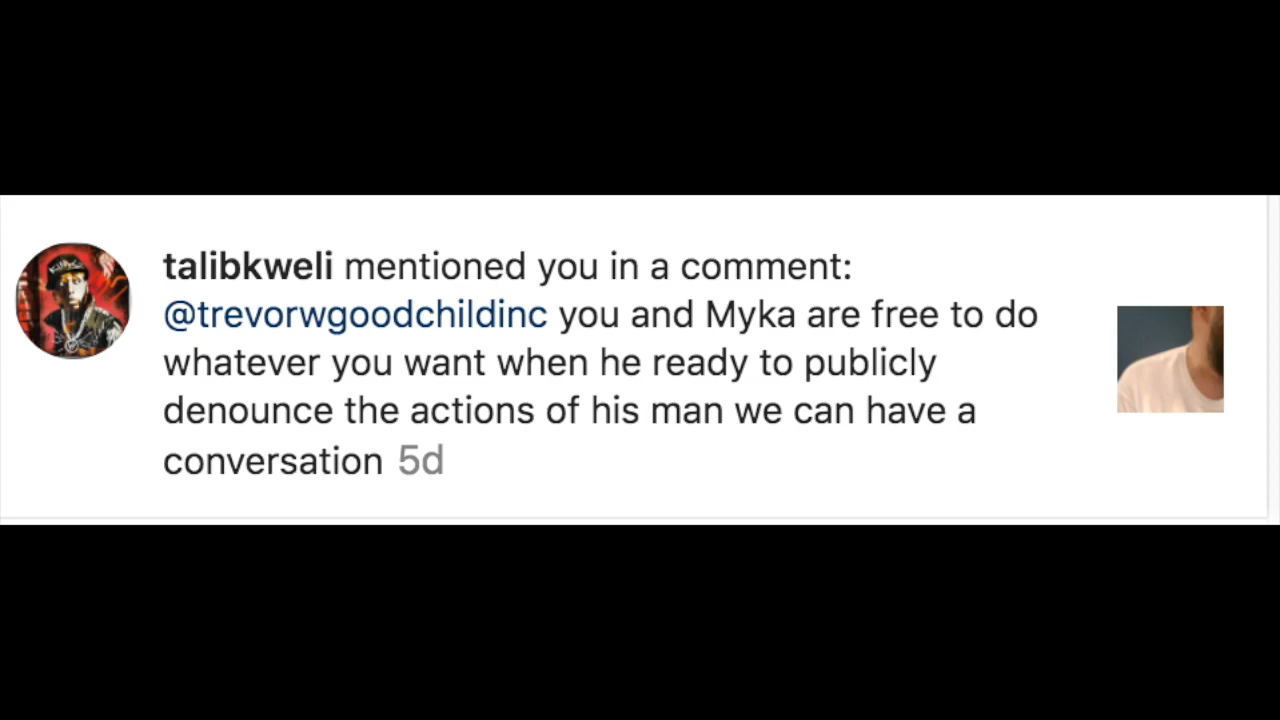 talibkweli mentioned you in a comment:
@trevorwgoodchildinc you and Myka are free to do
whatever you want when he ready to publicly
denounce the actions of his man we can have a
conversation 5d